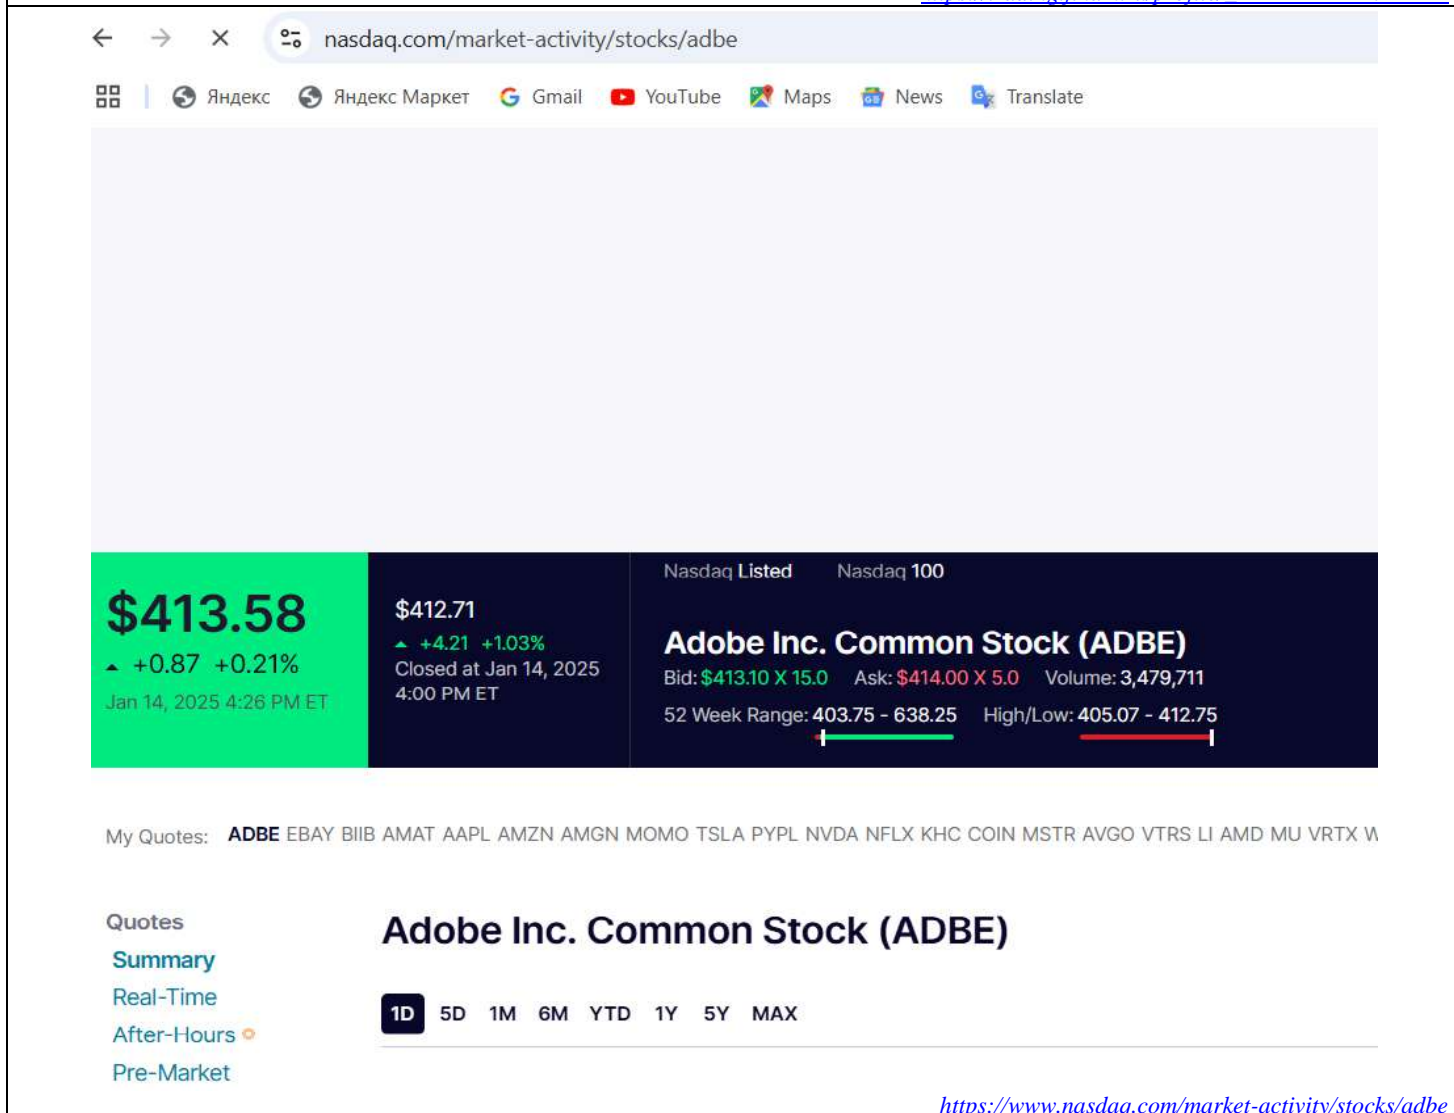 nasdaq.com/market-activity/stocks/adbe
Яндекс Яндекс Маркет Gmail YouTube Maps News Translate
Nasdaq Listed Nasdaq 100
$413.58
+0.87 +0.21%
Jan 14, 2025 4:26 PM ET
$412.71
+4.21 +1.03%
Closed at Jan 14, 2025
4:00 PM ET
Adobe Inc. Common Stock (ADBE)
Bid: $413.10 X 15.0 Ask: $414.00 X 5.0 Volume: 3,479,711
52 Week Range: 403.75 - 638.25 High/Low: 405.07 - 412.75
My Quotes: ADBE EBAY BIIB AMAT AAPL AMZN AMGN MOMO TSLA PYPL NVDA NFLX KHC COIN MSTR AVGO VTRS LI AMD MU VRTX
Quotes
Summary
Real-Time
After-Hours
Pre-Market
Adobe Inc. Common Stock (ADBE)
1D 5D 1M 6M YTD 1Y 5Y MAX
https://www.nasdaq.com/market-activity/stocks/adbe